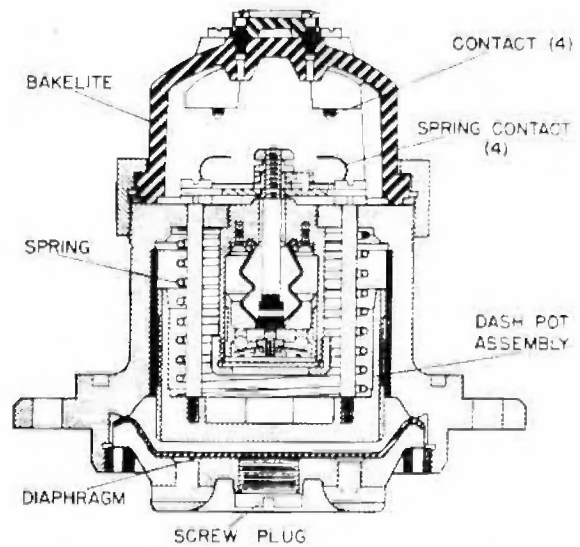 CONTACT (4)
BAKELITE
SPRING CONTACT
(4)
SPRING
DASH POT
ASSEMBLY
DIAPHRAGM
SCREW PLUG